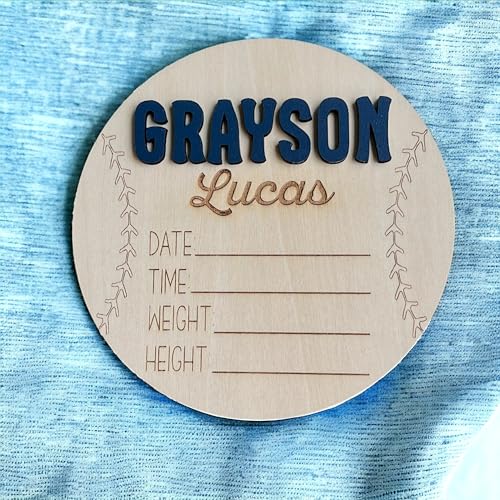 GRAYSON
Lucas
DATE
TIME
WEIGHT
HEIGHT